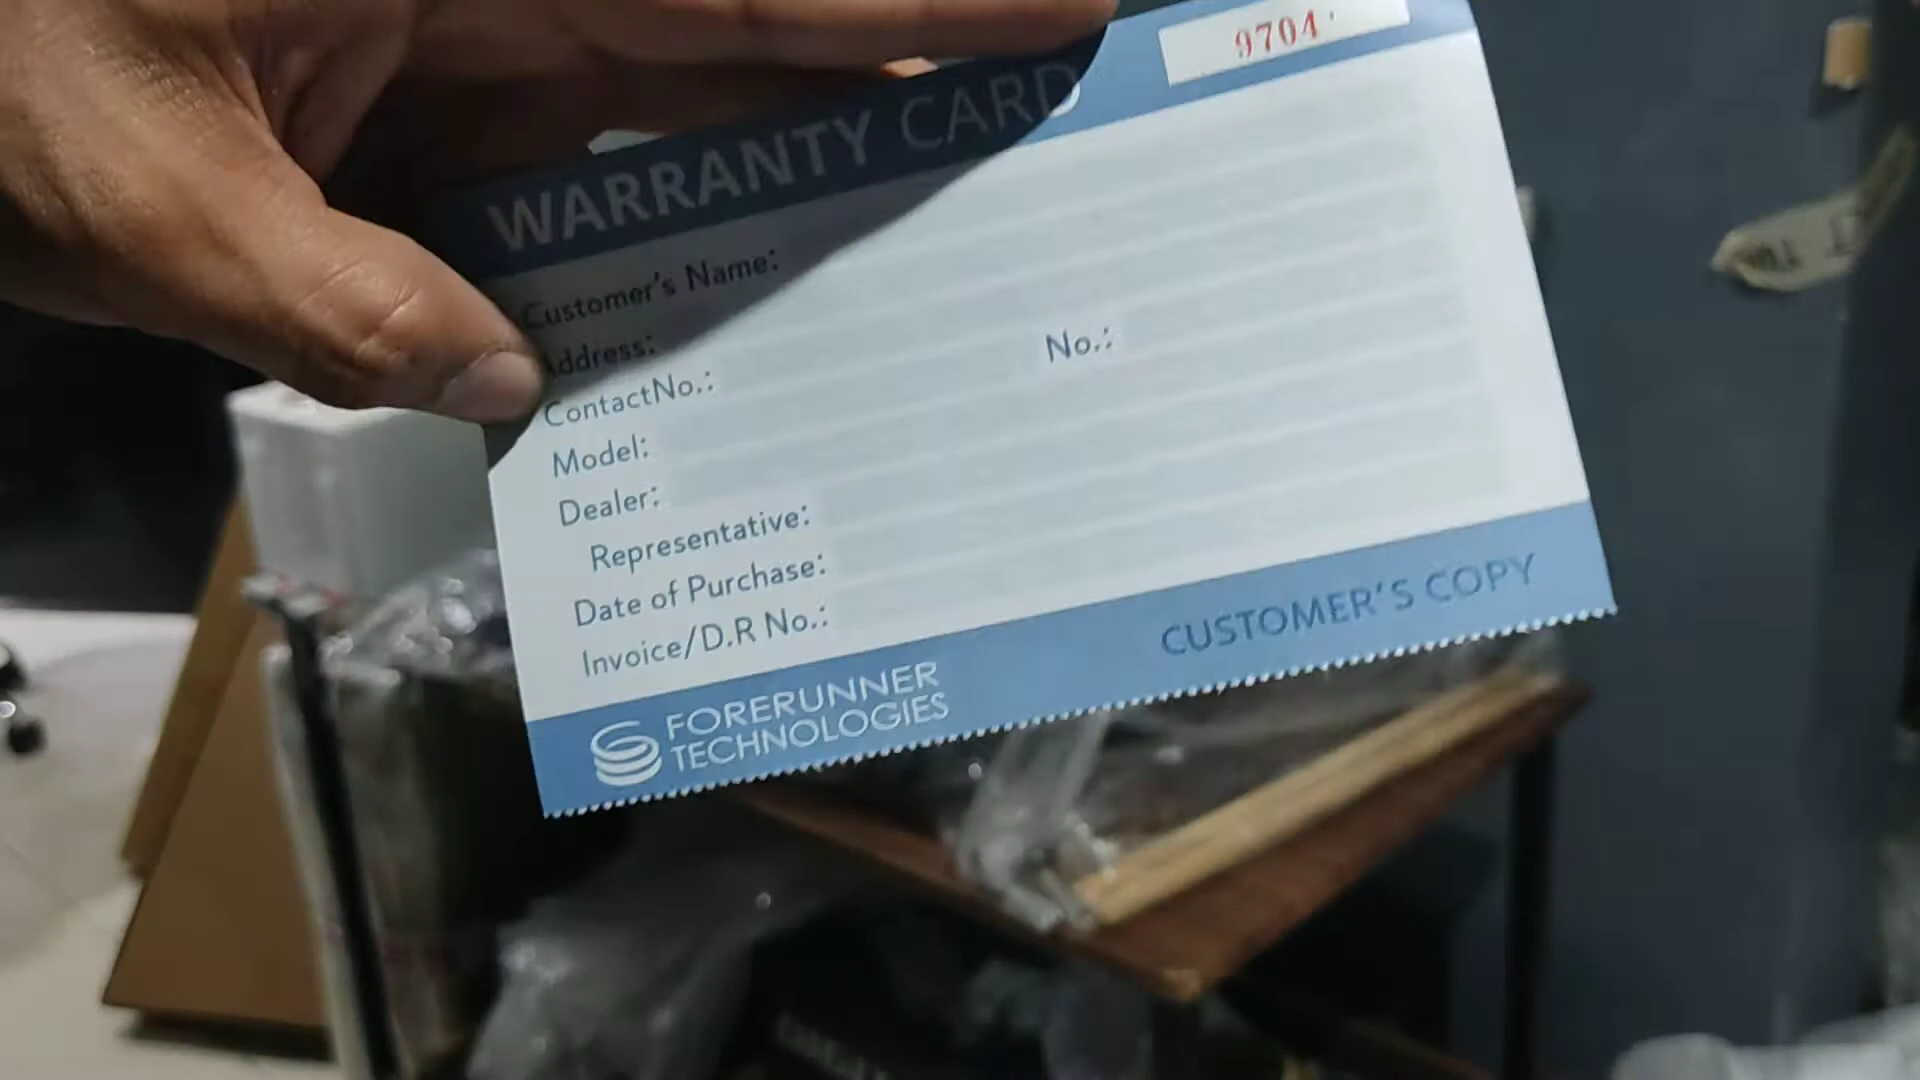 9704
WARRANTY CARD
Customer's Name:
Address:
ContactNo.: No.:
Model:
Dealer:
Representative:
Date of Purchase:
Invoice/D.R No.:
CUSTOMER'S COPY
FORERUNNER
TECHNOLOGIES